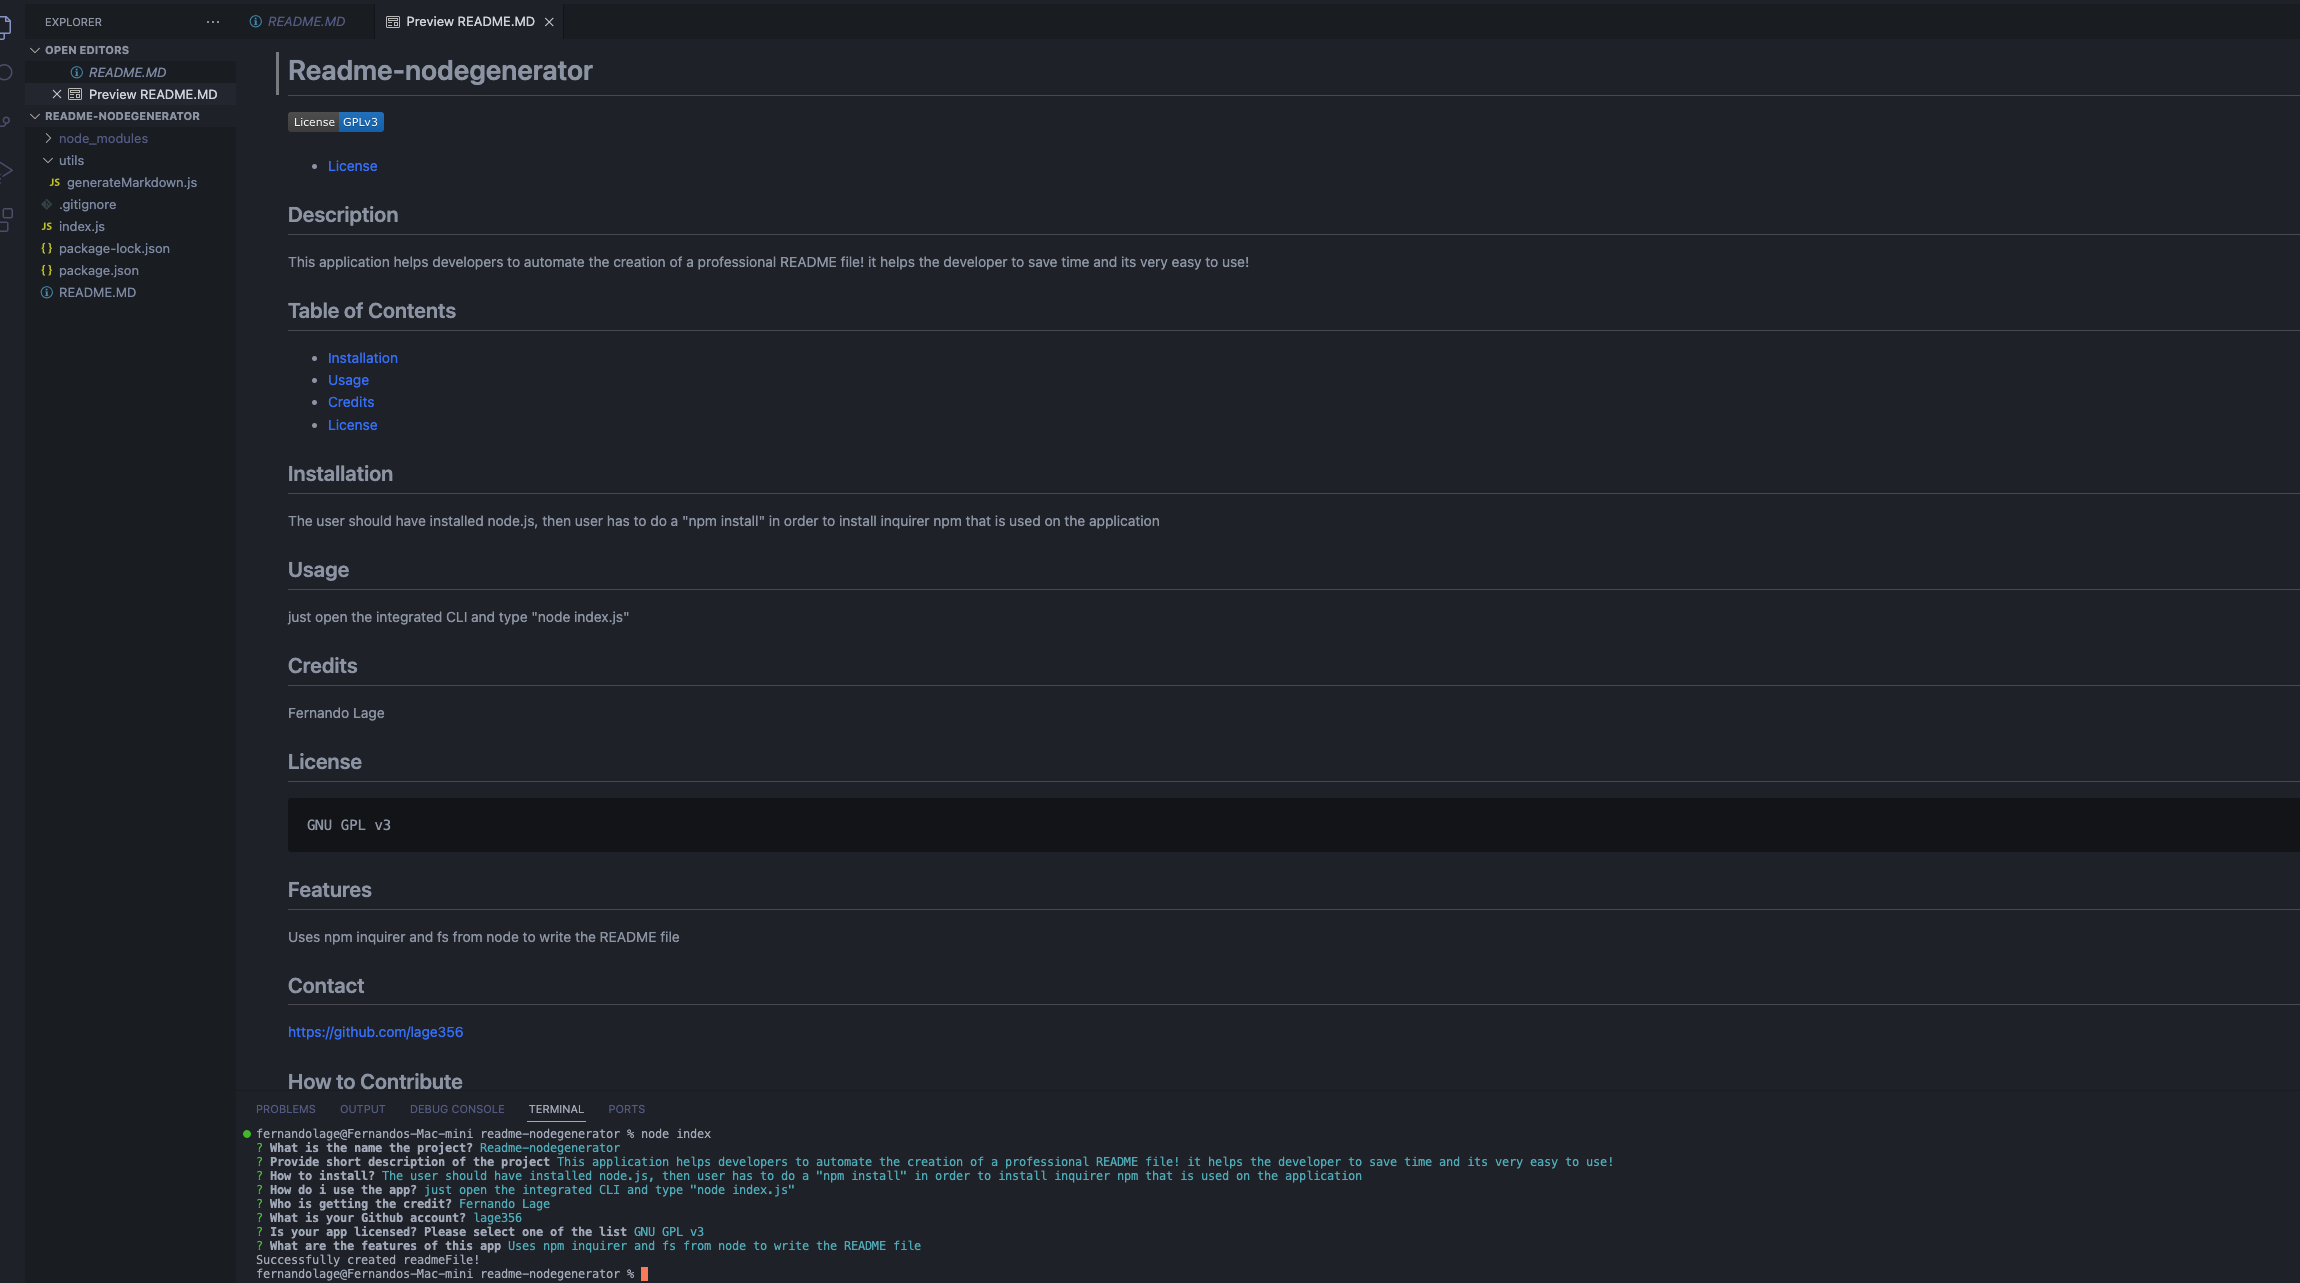 EXPLORER
···
README.MD
Preview README.MD
OPEN EDITORS
README.MD
Preview README.MD
README-NODEGENERATOR
node_modules
utils
JS generateMarkdown.js
.gitignore
JS index.js
{} package-lock.json
{} package.json
README.MD
Readme-nodegenerator
License GPLv3
• License
Description
This application helps developers to automate the creation of a professional README file! it helps the developer to save time and its very easy to use!
Table of Contents
• Installation
• Usage
• Credits
• License
Installation
The user should have installed node.js, then user has to do a "npm install" in order to install inquirer npm that is used on the application
Usage
just open the integrated CLI and type "node index.js"
Credits
Fernando Lage
License
GNU GPL v3
Features
Uses npm inquirer and fs from node to write the README file
Contact
https://github.com/lage356
How to Contribute
PROBLEMS OUTPUT DEBUG CONSOLE TERMINAL PORTS
fernandolage@Fernandos-Mac-mini readme-nodegenerator % node index
? What is the name the project? Readme-nodegenerator
? Provide short description of the project This application helps developers to automate the creation of a professional README file! it helps the developer to save time and its very easy to use!
? How to install? The user should have installed node.js, then user has to do a "npm install" in order to install inquirer npm that is used on the application
? How do i use the app? just open the integrated CLI and type "node index.js"
? Who is getting the credit? Fernando Lage
? What is your Github account? lage356
? Is your app licensed? Please select one of the list GNU GPL v3
? What are the features of this app Uses npm inquirer and fs from node to write the README file
Successfully created readmeFile!
fernandolage@Fernandos-Mac-mini readme-nodegenerator %